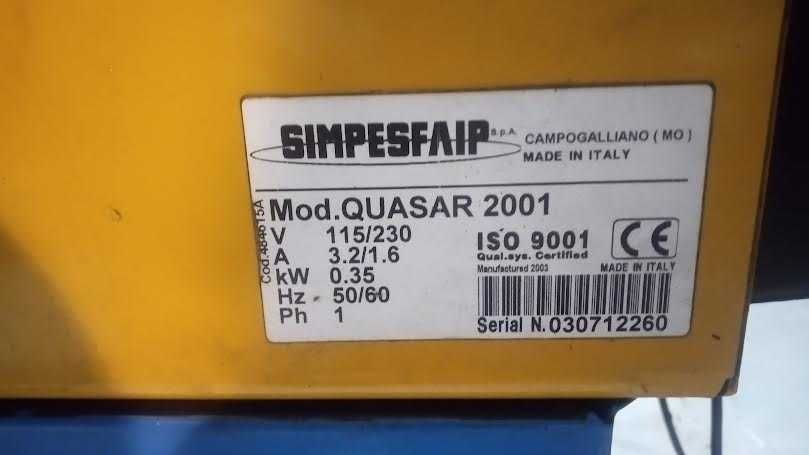 SIMPESFAIP S.p.A.
CAMPOGALLIANO ( MO )
MADE IN ITALY
Mod.QUASAR 2001
V 115/230
A 3.2/1.6
kW 0.35
Hz 50/60
Ph 1
ISO 9001
Qual.sys. Certified
CE
Manufactured 2003 MADE IN ITALY
Serial N.030712260